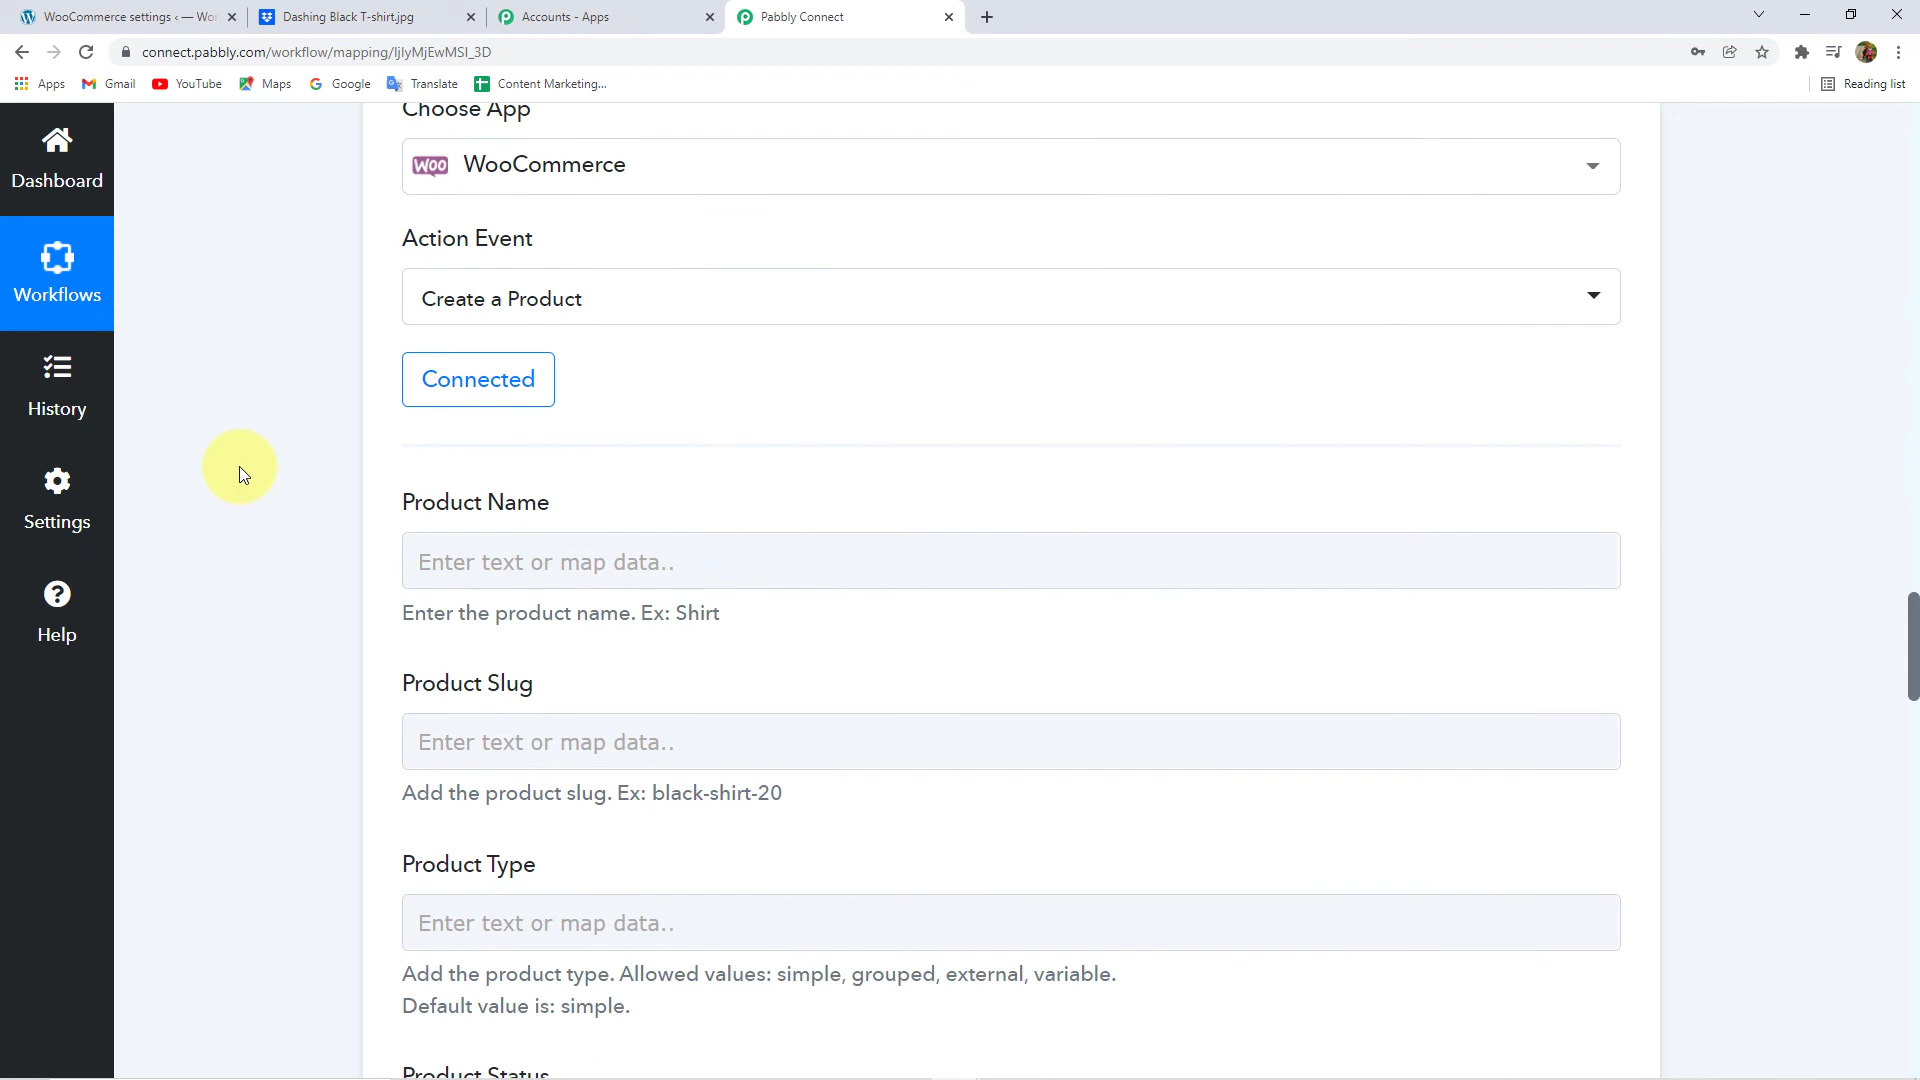 WooCommerce settings ‹ — Wor
Dashing Black T-shirt.jpg
Accounts - Apps
Pabbly Connect
connect.pabbly.com/workflow/mapping/IjIyMjEwMSI_3D
Apps
Gmail
YouTube
Maps
Google
Translate
Content Marketing...
Reading list
Dashboard
Workflows
History
Settings
Help
Choose App
WOO WooCommerce
Action Event
Create a Product
Connected
Product Name
Enter text or map data..
Enter the product name. Ex: Shirt
Product Slug
Enter text or map data..
Add the product slug. Ex: black-shirt-20
Product Type
Enter text or map data..
Add the product type. Allowed values: simple, grouped, external, variable.
Default value is: simple.
Product Status